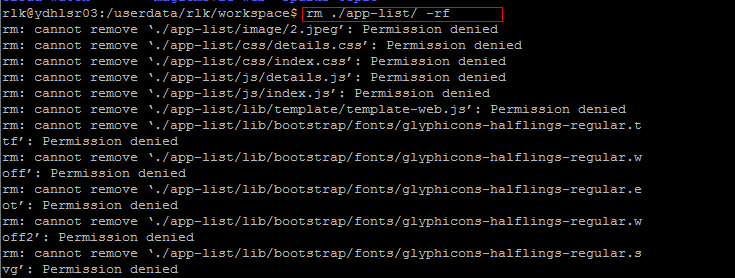 rlk@ydhlsr03:/userdata/rlk/workspace$ rm ./app-list/ -rf
rm: cannot remove ‘./app-list/image/2.jpeg’: Permission denied
rm: cannot remove ‘./app-list/css/details.css’: Permission denied
rm: cannot remove ‘./app-list/css/index.css’: Permission denied
rm: cannot remove ‘./app-list/js/details.js’: Permission denied
rm: cannot remove ‘./app-list/js/index.js’: Permission denied
rm: cannot remove ‘./app-list/lib/template/template-web.js’: Permission denied
rm: cannot remove ‘./app-list/lib/bootstrap/fonts/glyphicons-halflings-regular.t
tf’: Permission denied
rm: cannot remove ‘./app-list/lib/bootstrap/fonts/glyphicons-halflings-regular.w
off’: Permission denied
rm: cannot remove ‘./app-list/lib/bootstrap/fonts/glyphicons-halflings-regular.e
ot’: Permission denied
rm: cannot remove ‘./app-list/lib/bootstrap/fonts/glyphicons-halflings-regular.w
off2’: Permission denied
rm: cannot remove ‘./app-list/lib/bootstrap/fonts/glyphicons-halflings-regular.s
vg’: Permission denied